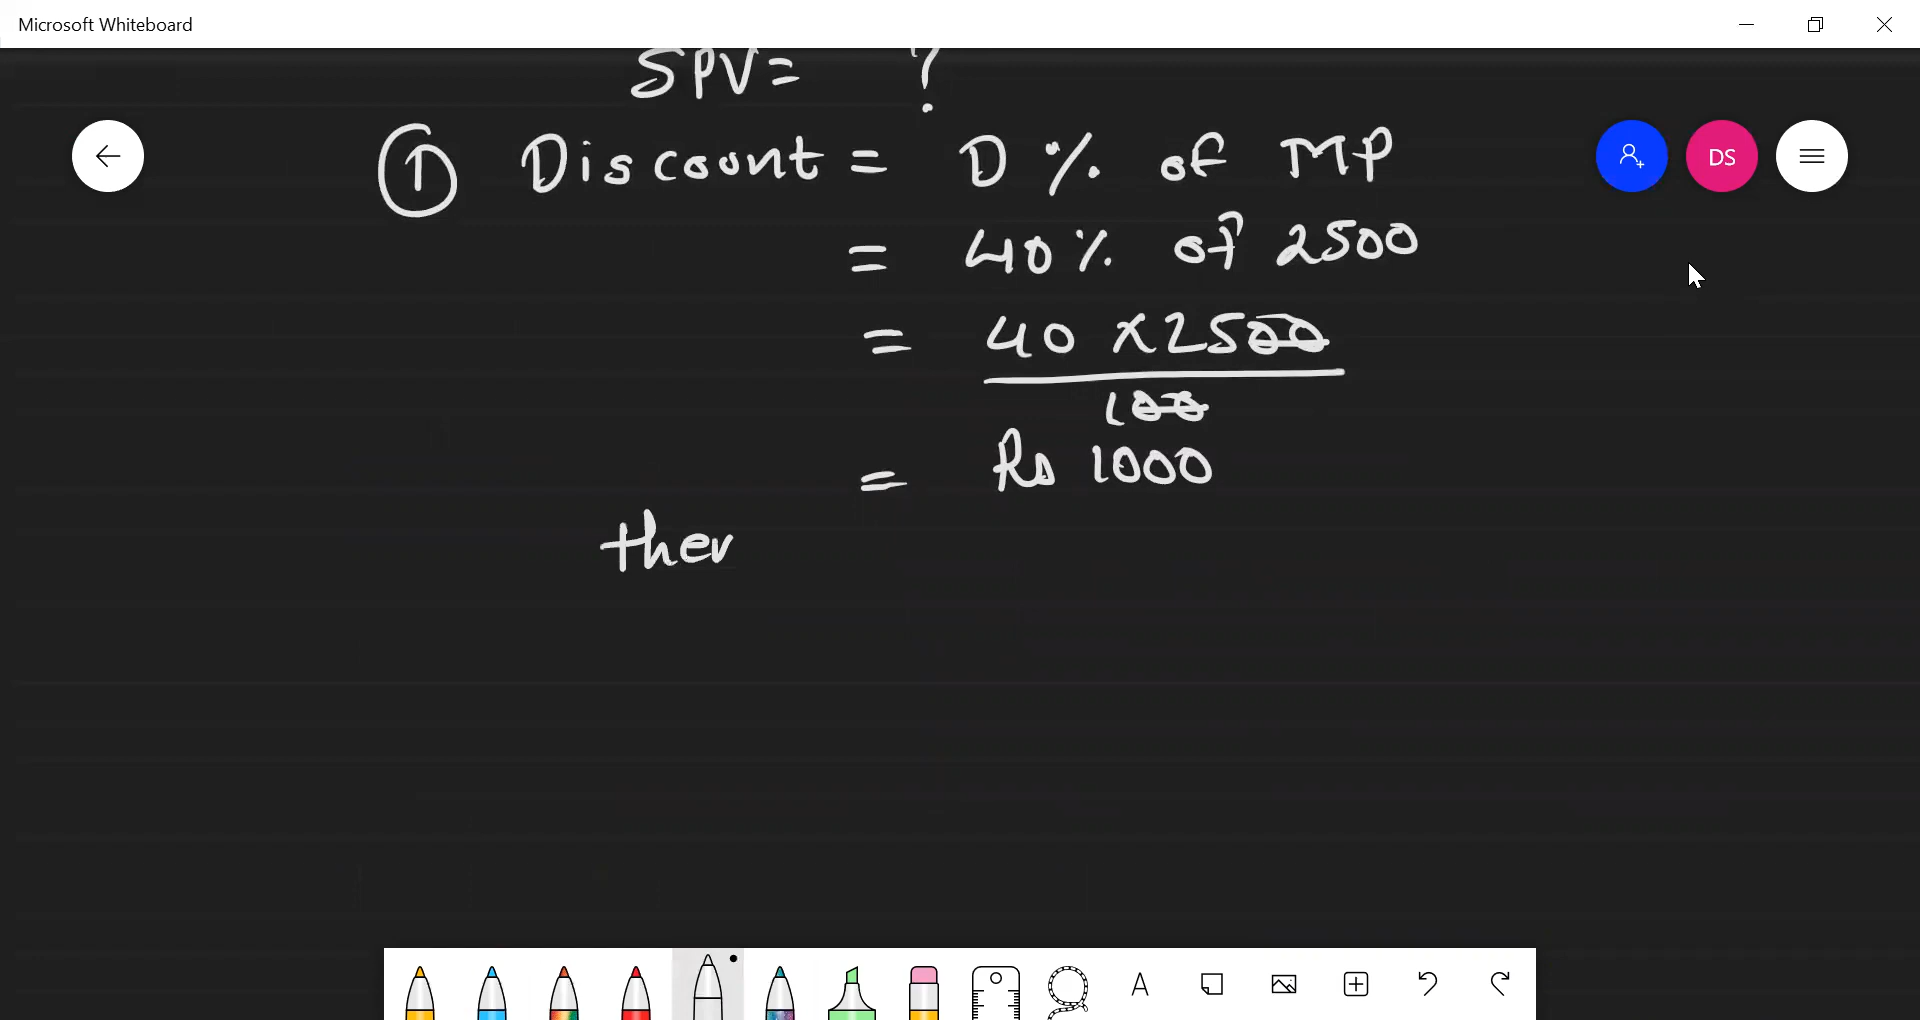 Microsoft Whiteboard
SPV= ?
① Discount = D % of MP
DS
= 40 % of 2500
= 40 x 2500
100
= Rs 1000
then
A